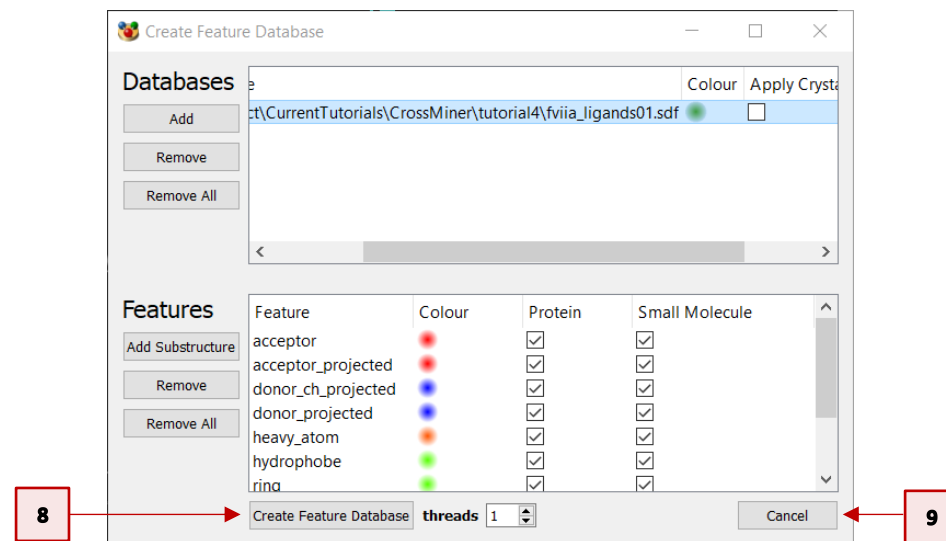 Create Feature Database
Databases
Add
Remove
Remove All
e Colour Apply Crysta
ct\CurrentTutorials\CrossMiner\tutorial4\fviia_ligands01.sdf
Features
Add Substructure
Remove
Remove All
Feature Colour Protein Small Molecule
acceptor
acceptor_projected
donor_ch_projected
donor_projected
heavy_atom
hydrophobe
ring
8
Create Feature Database threads 1
Cancel
9